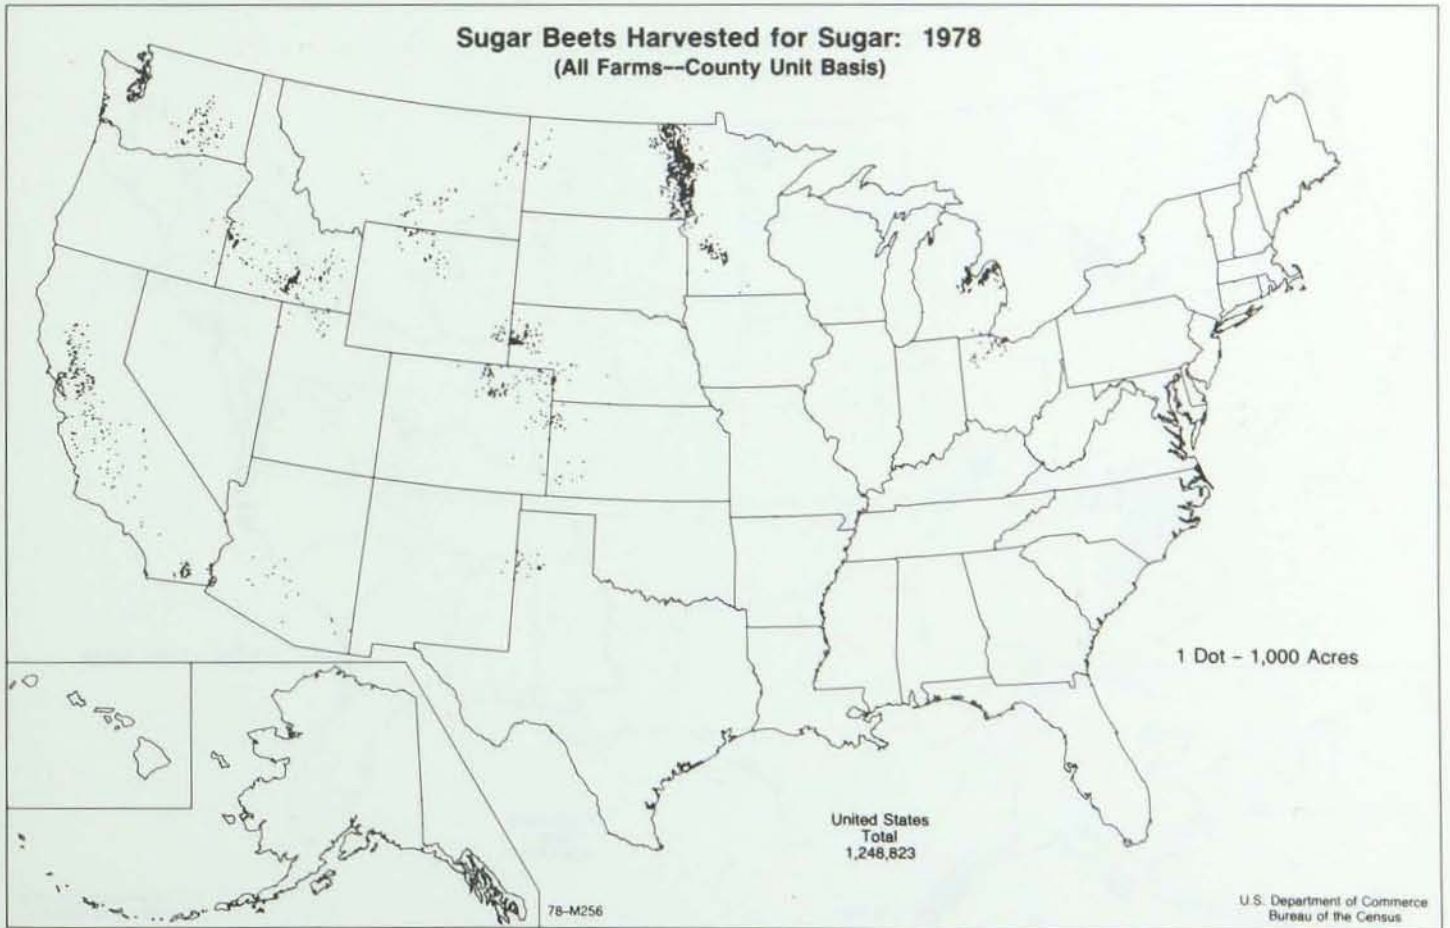 Sugar Beets Harvested for Sugar: 1978
(All Farms--County Unit Basis)
1 Dot - 1,000 Acres
United States
Total
1,248,823
78-M256
U.S. Department of Commerce
Bureau of the Census